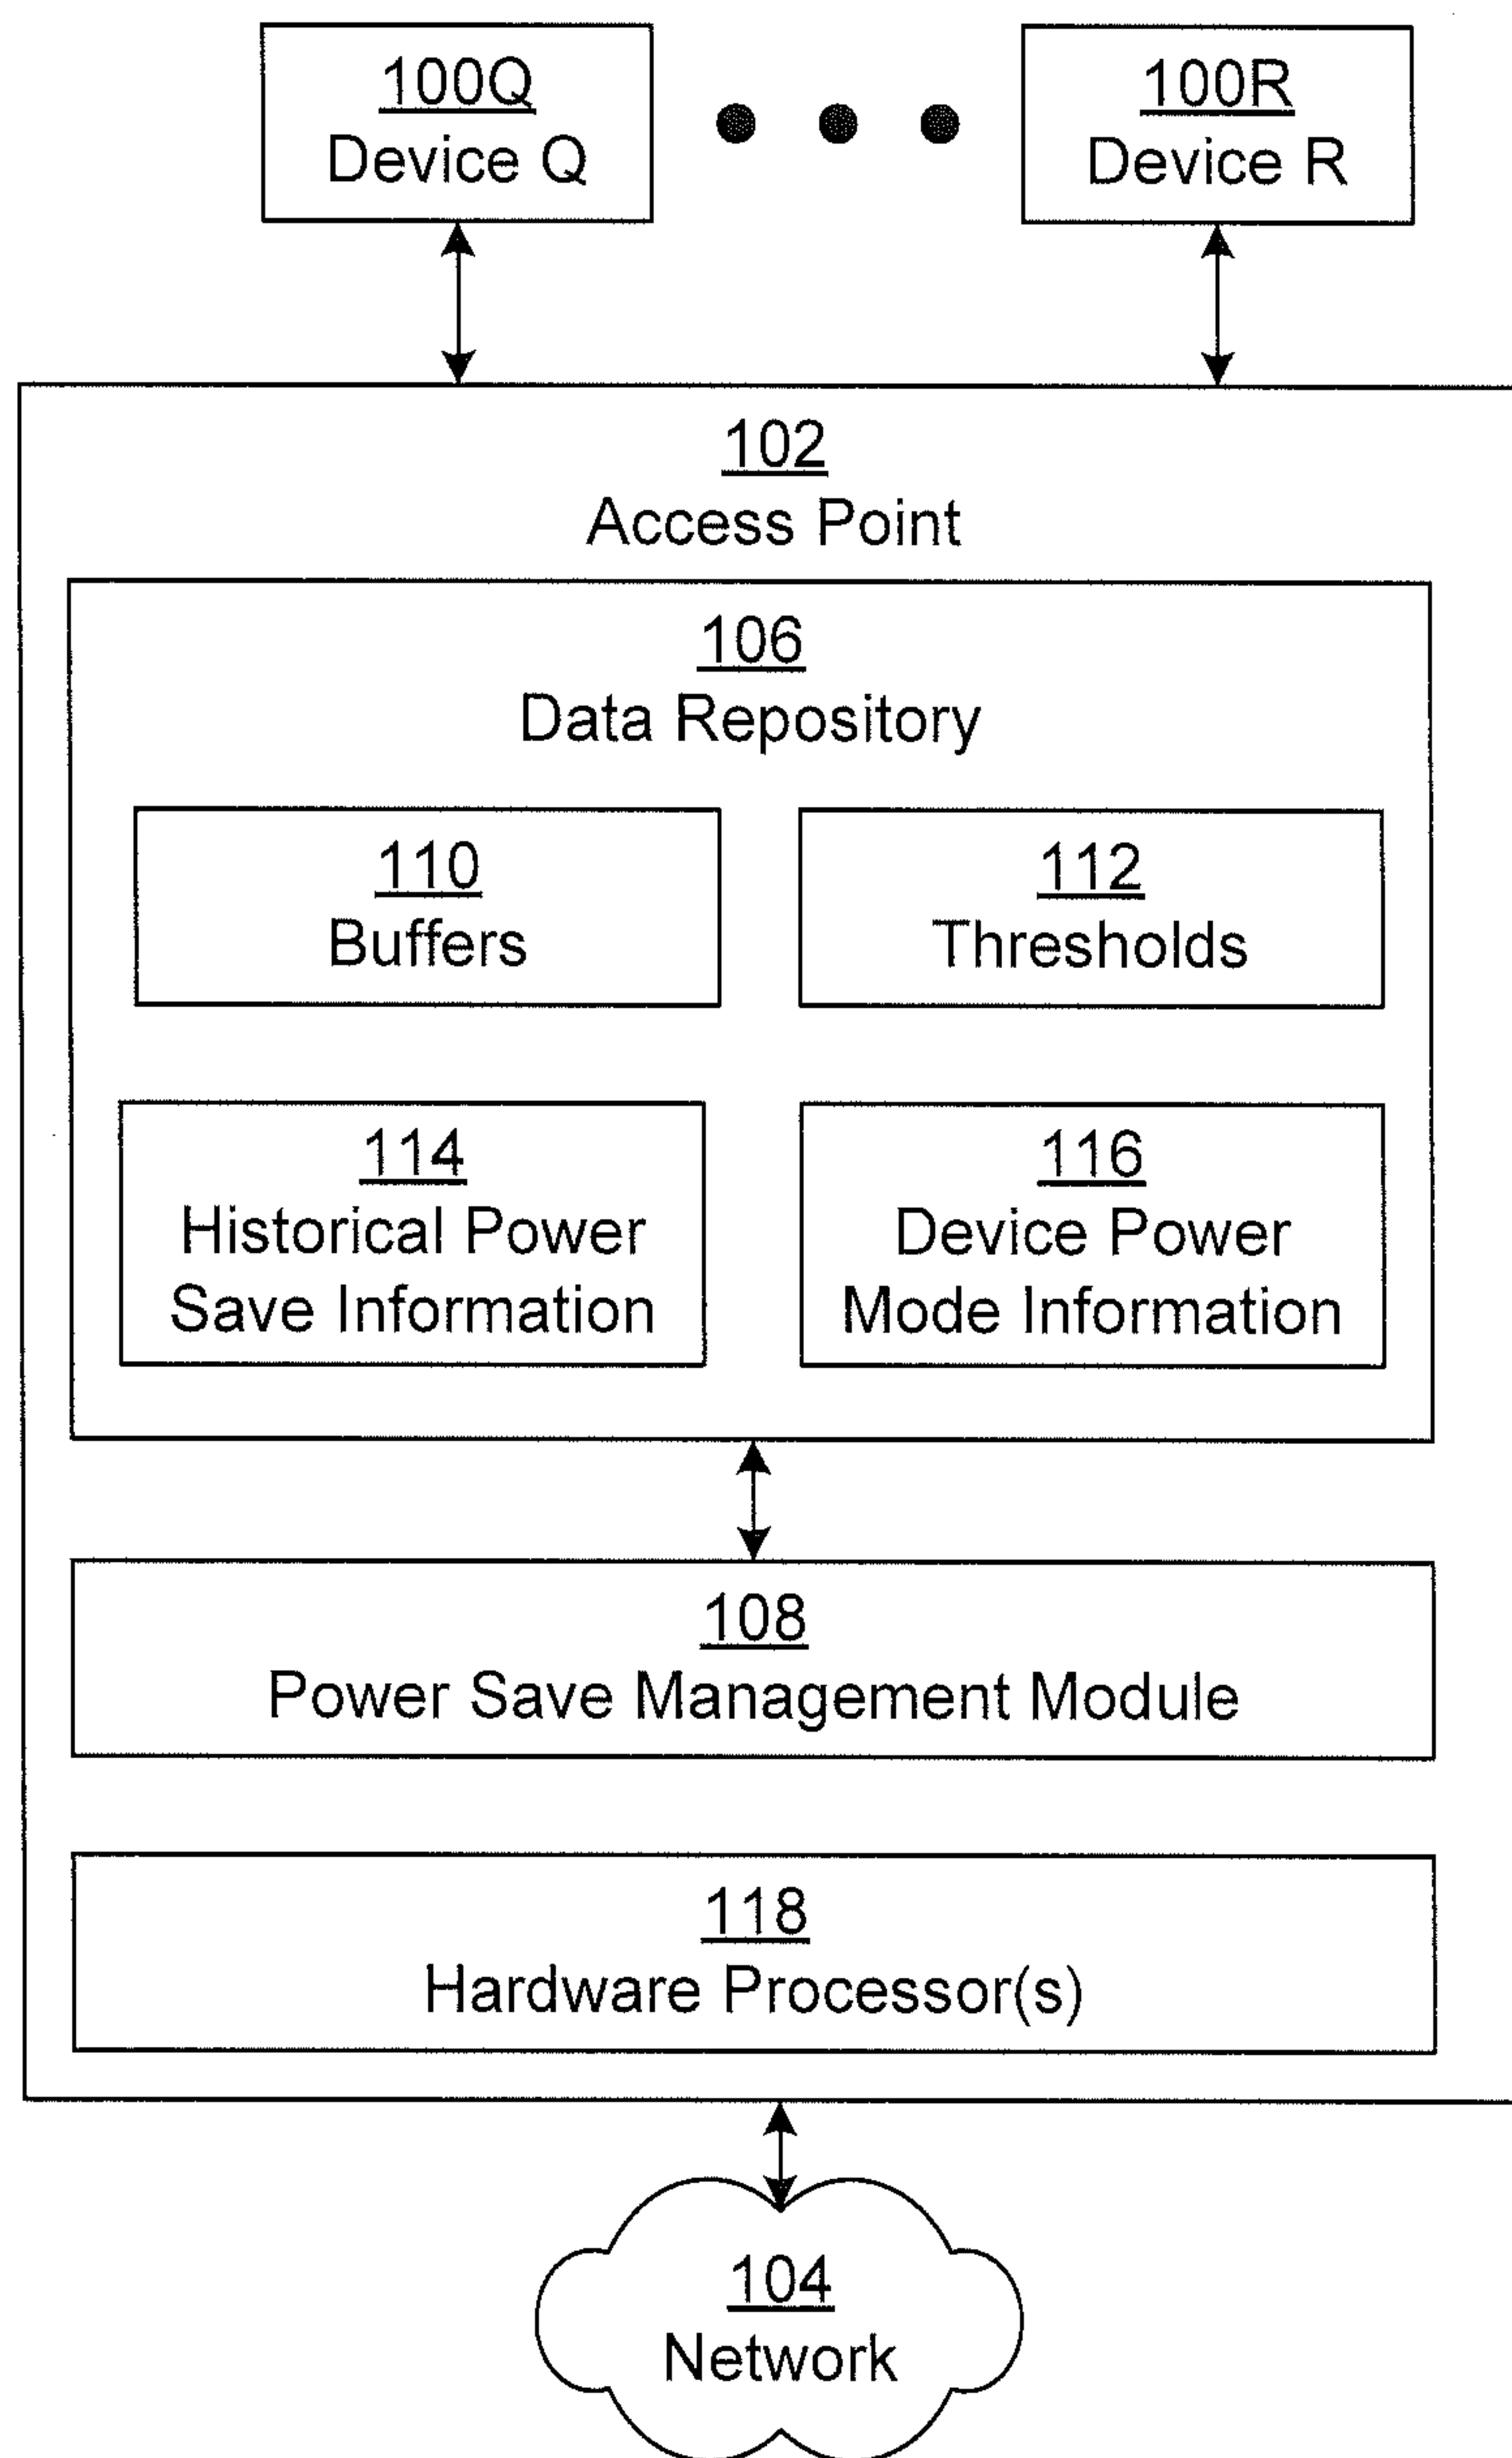 100Q
Device Q
100R
Device R
102
Access Point
106
Data Repository
110
Buffers
112
Thresholds
114
Historical Power
Save Information
116
Device Power
Mode Information
108
Power Save Management Module
118
Hardware Processor(s)
104
Network